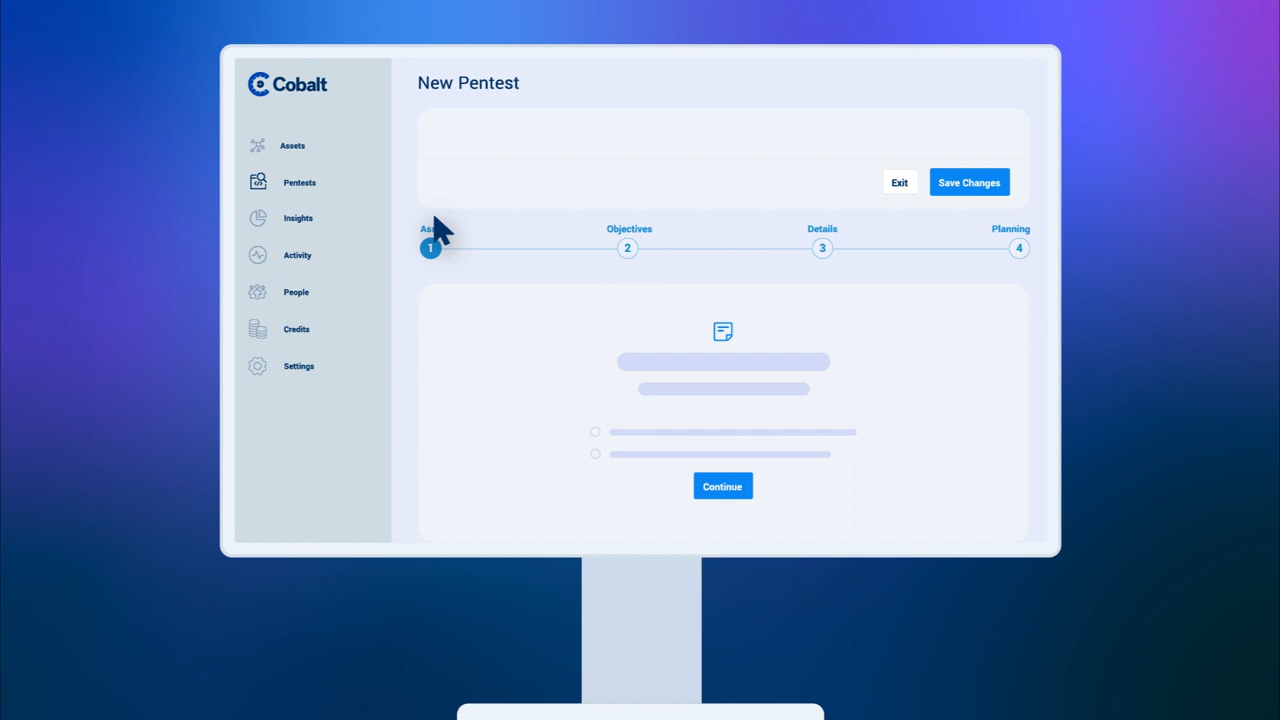 Cobalt
New Pentest
Assets
Pentests
Insights
Activity
People
Credits
Settings
Exit
Save Changes
Objectives
Details
Planning
1
2
3
4
Continue